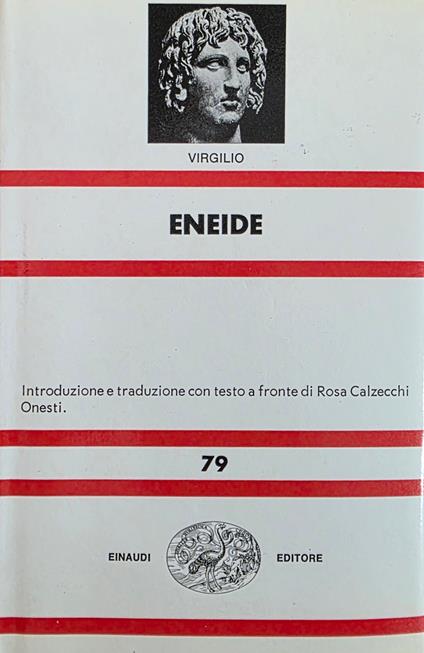 VIRGILIO
ENEIDE
Introduzione e traduzione con testo a fronte di Rosa Calzecchi
Onesti.
79
EINAUDI EDITORE